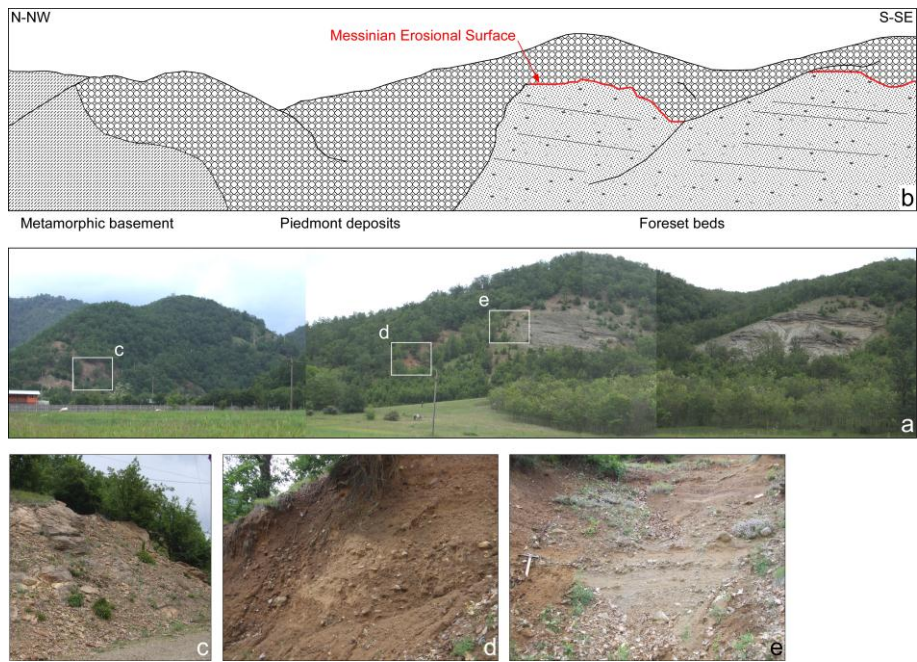 N-NW
S-SE
Messinian Erosional Surface
b
Metamorphic basement
Piedmont deposits
Foreset beds
c
d
e
a
c
d
e